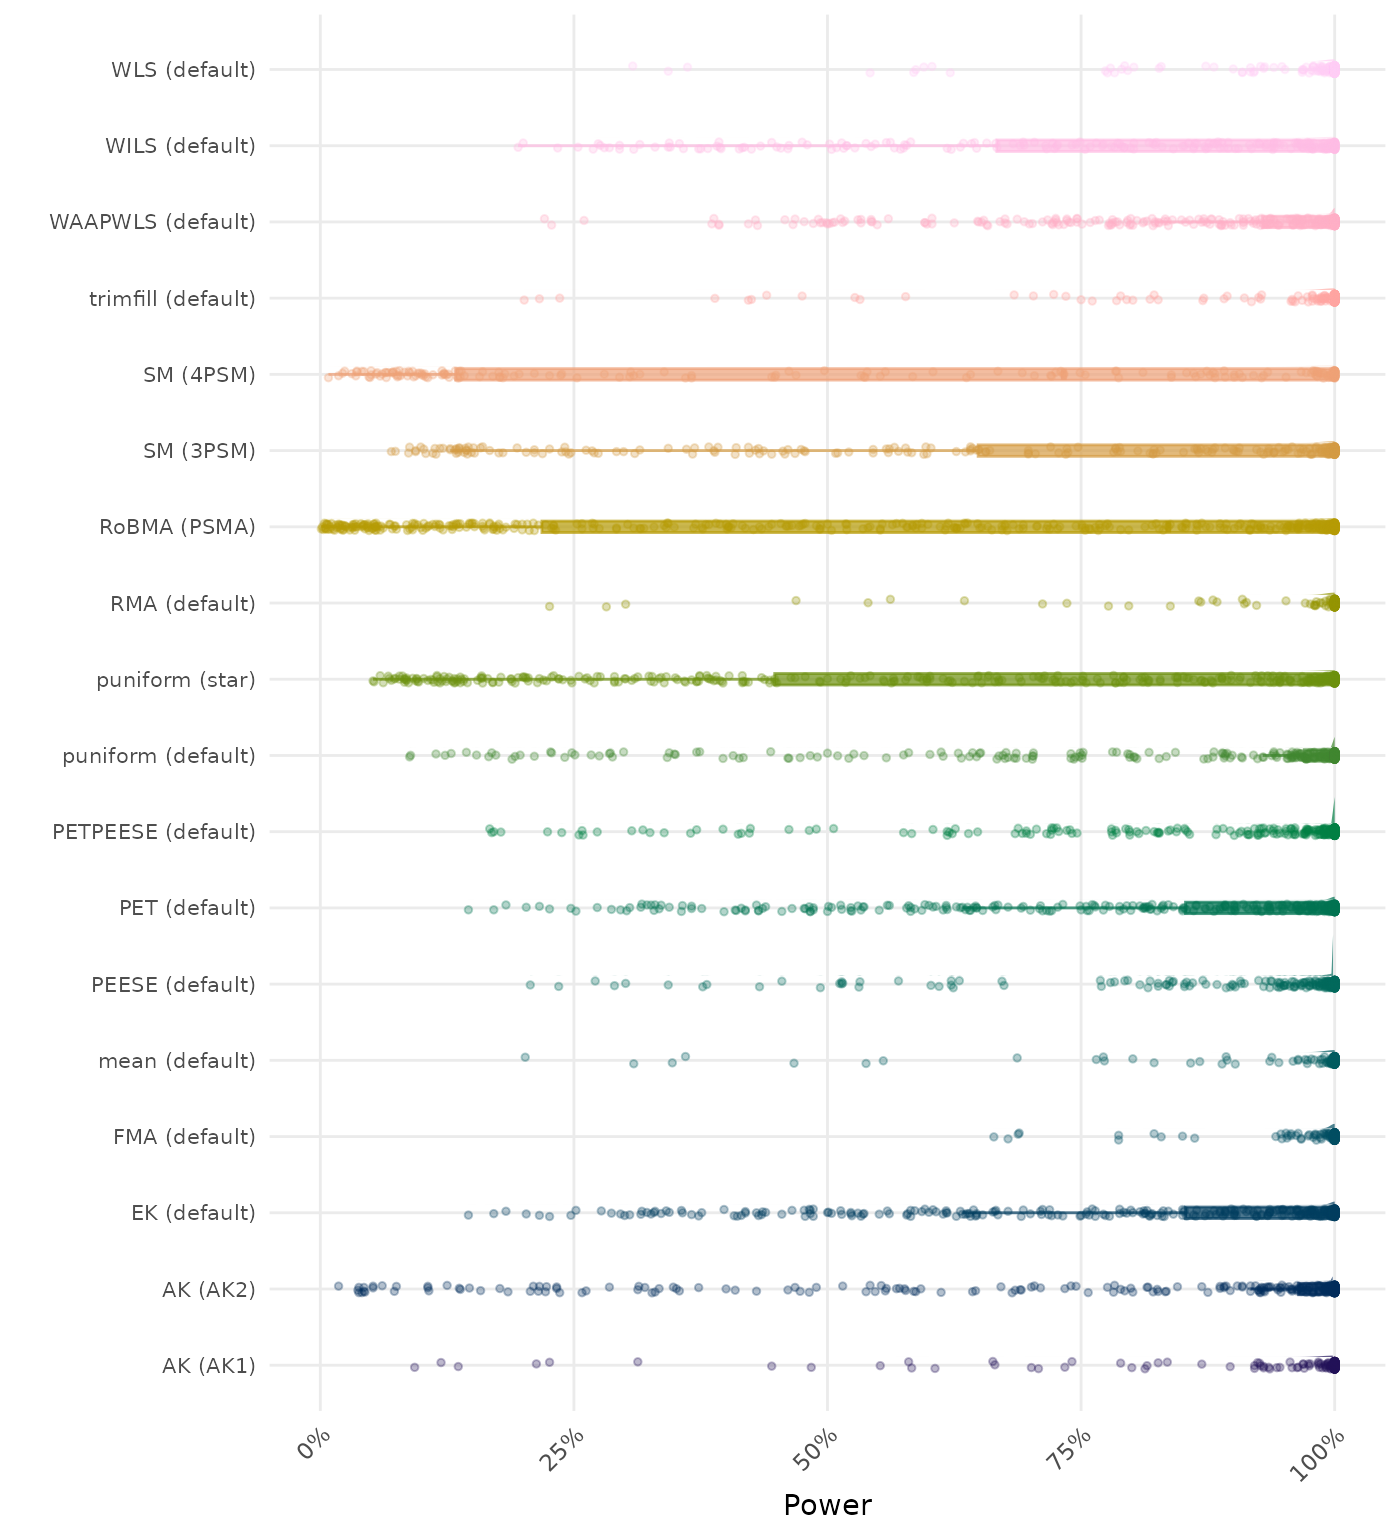 WLS (default)
WILS (default)
WAAPWLS (default)
trimfill (default)
SM (4PSM)
SM (3PSM)
RoBMA (PSMA)
RMA (default)
puniform (star)
puniform (default)
PETPEESE (default)
PET (default)
PEESE (default)
mean (default)
FMA (default)
EK (default)
AK (AK2)
AK (AK1)
0%
25%
50%
75%
100%
Power